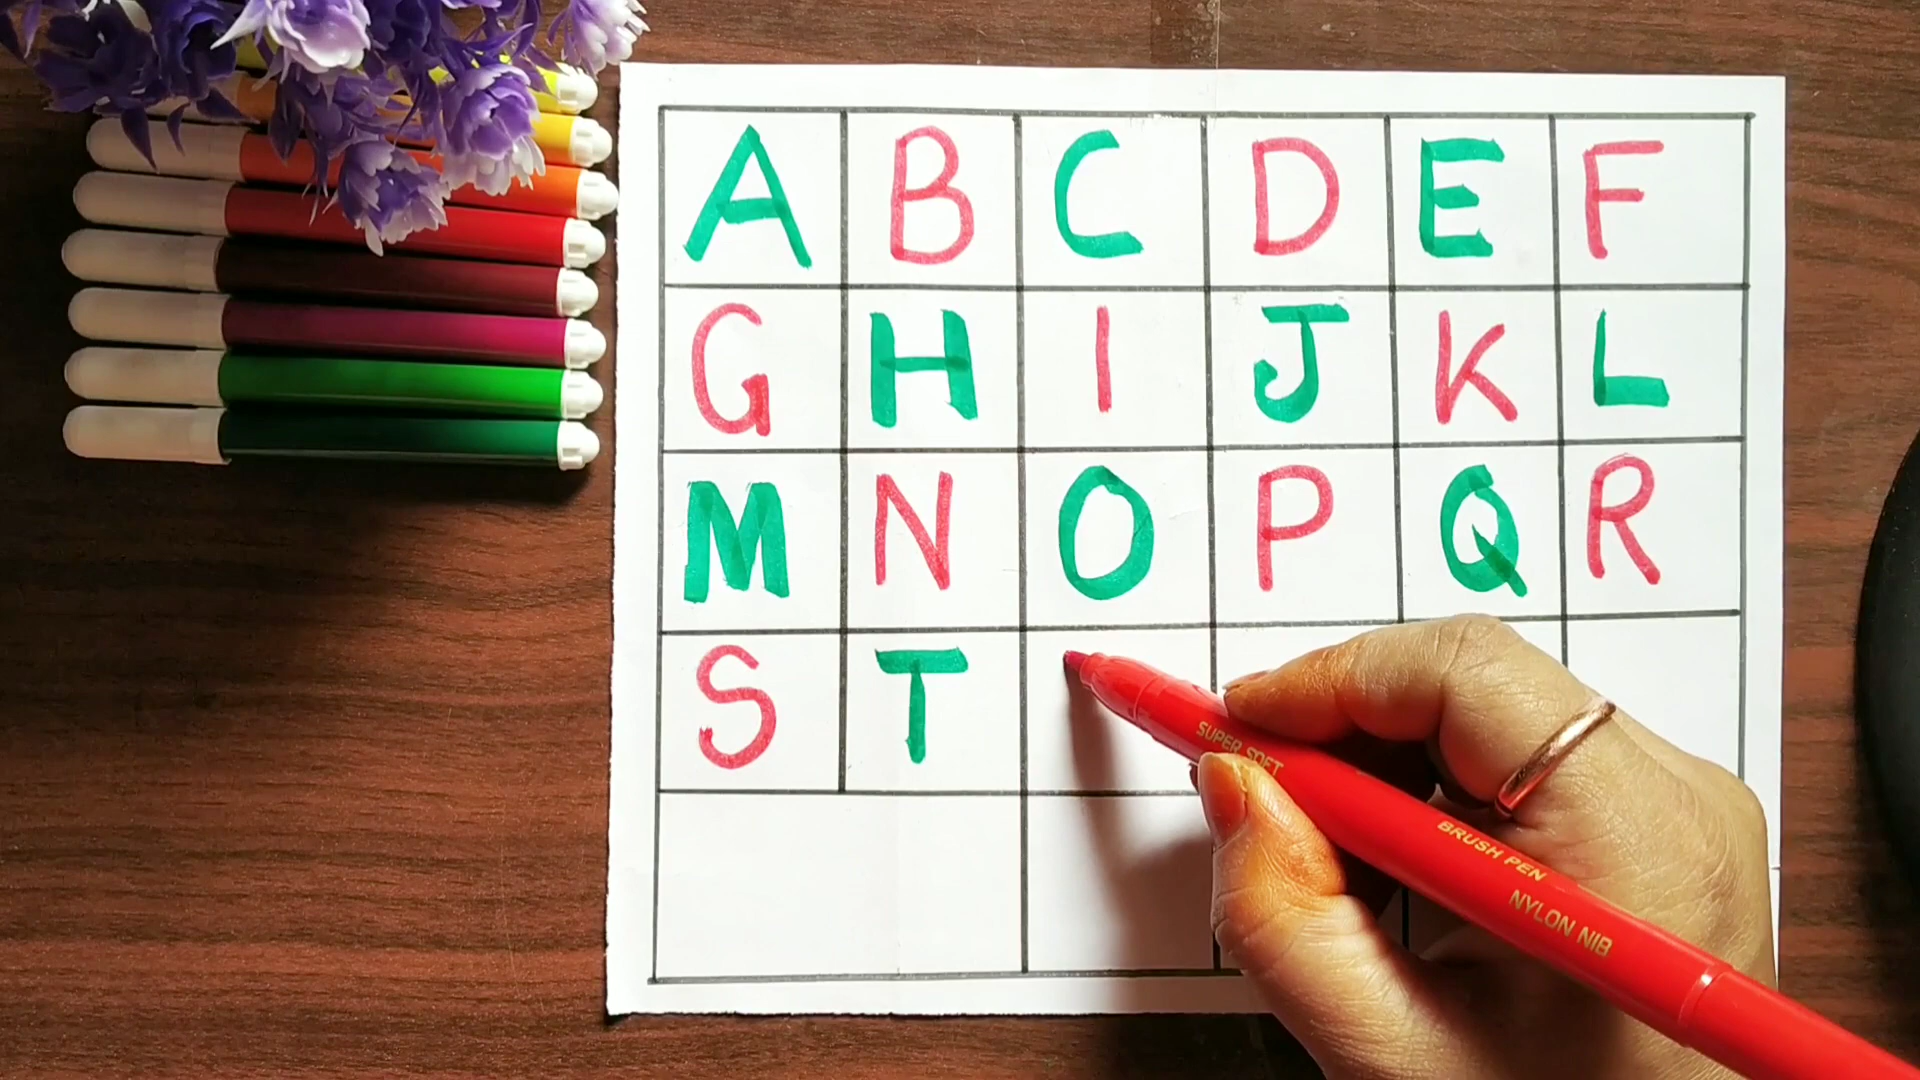 A B C D E F
G H I J K L
M N O P Q R
S T
SUPER SOFT
BRUSH PEN
NYLON NIB